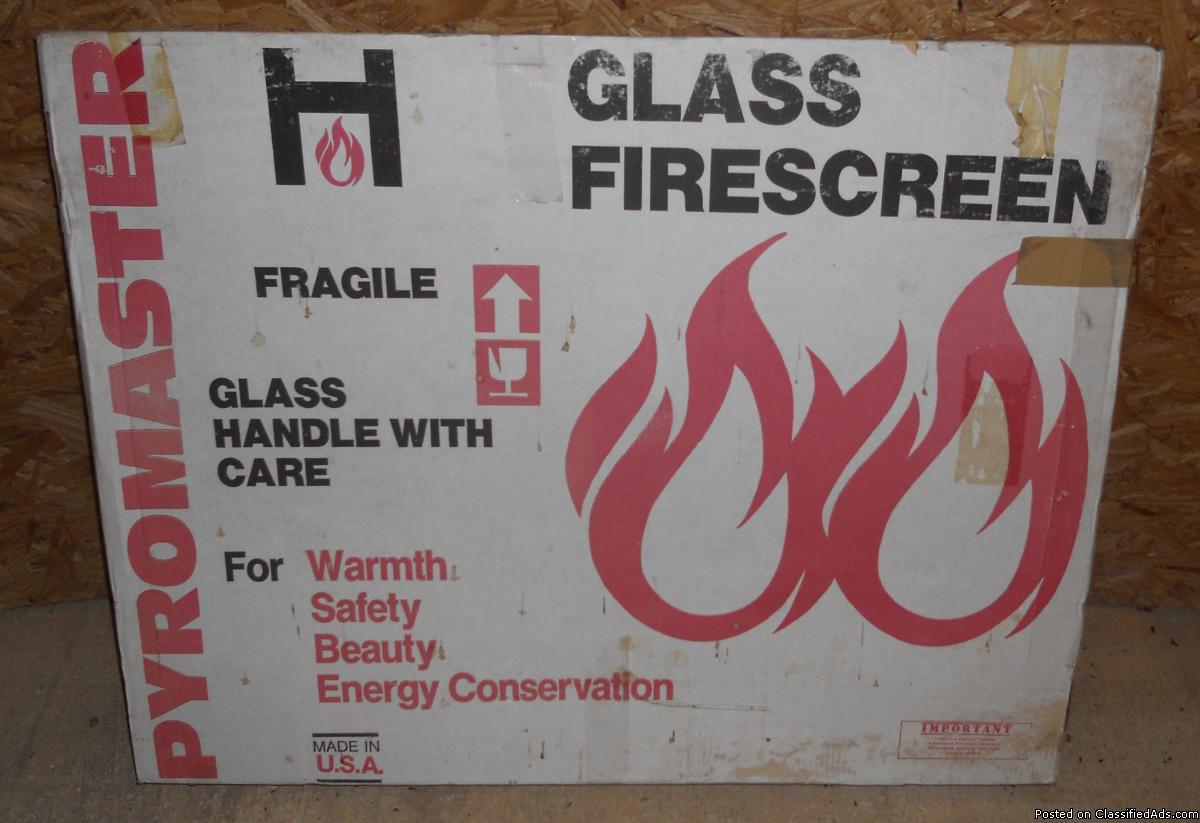 PYROMASTER
H
GLASS
FIRESCREEN
FRAGILE
GLASS
HANDLE WITH
CARE
For Warmth
Safety
Beauty
Energy Conservation
MADE IN
U.S.A.
IMPORTANT
Posted on ClassifiedAds.com